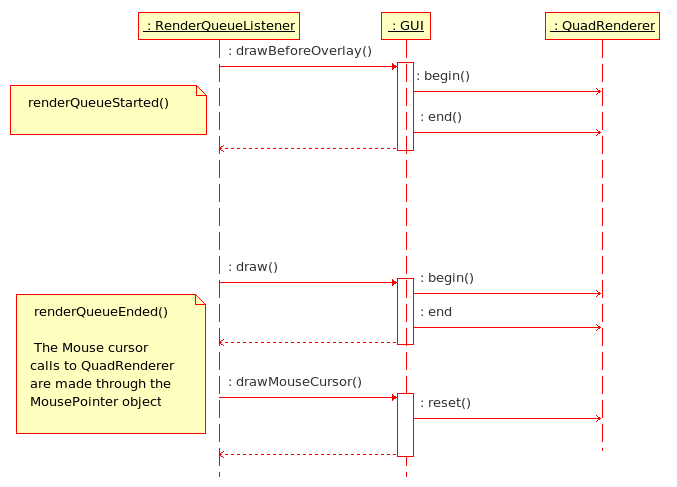 : RenderQueueListener
: GUI
: QuadRenderer
: drawBeforeOverlay()
: begin()
renderQueueStarted()
: end()
: draw()
: begin()
renderQueueEnded()
: end
The Mouse cursor
calls to QuadRenderer
are made through the
MousePointer object
: drawMouseCursor()
: reset()